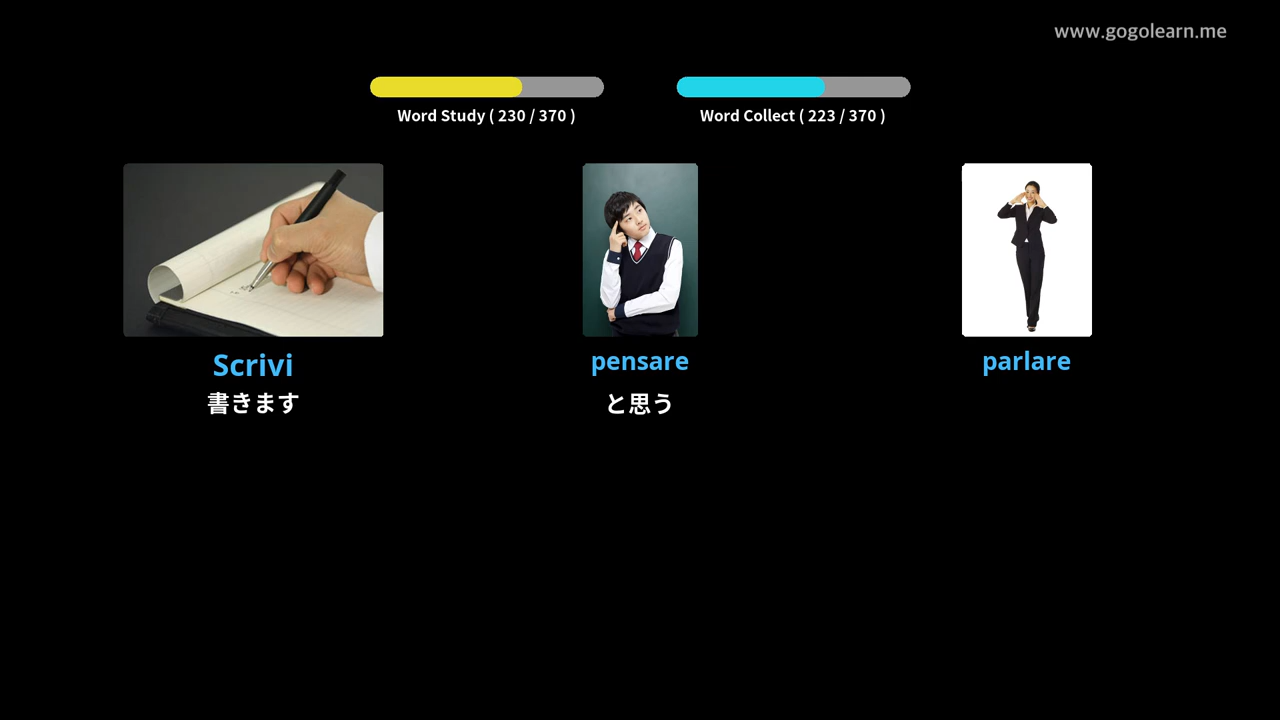 www.gogolearn.me
Word Study ( 230 / 370 )
Word Collect ( 223 / 370 )
Scrivi
pensare
parlare
書きます
と思う